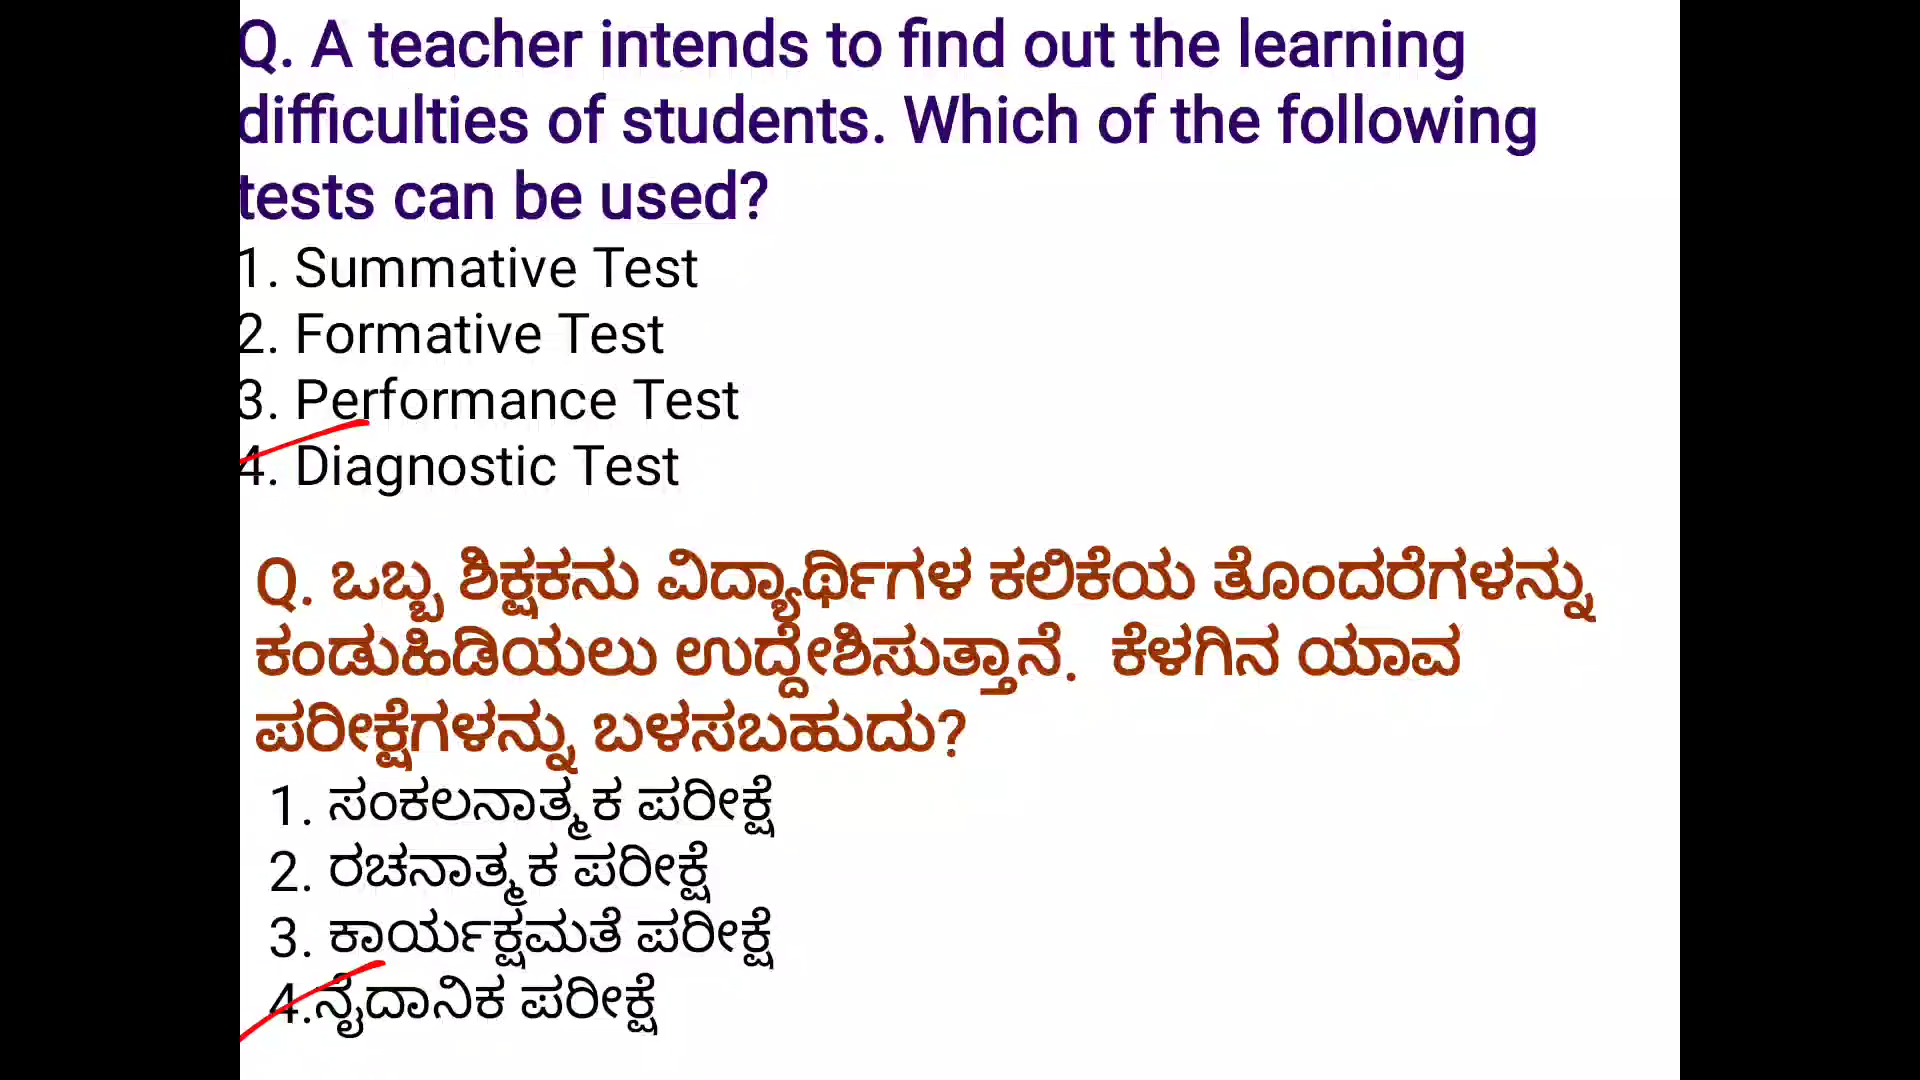 Q. A teacher intends to find out the learning
difficulties of students. Which of the following
tests can be used?
1. Summative Test
2. Formative Test
3. Performance Test
4. Diagnostic Test
Q. ಒಬ್ಬ ಶಿಕ್ಷಕನು ವಿದ್ಯಾರ್ಥಿಗಳ ಕಲಿಕೆಯ ತೊಂದರೆಗಳನ್ನು
ಕಂಡುಹಿಡಿಯಲು ಉದ್ದೇಶಿಸುತ್ತಾನೆ. ಕೆಳಗಿನ ಯಾವ
ಪರೀಕ್ಷೆಗಳನ್ನು ಬಳಸಬಹುದು?
1. ಸಂಕಲನಾತ್ಮಕ ಪರೀಕ್ಷೆ
2. ರಚನಾತ್ಮಕ ಪರೀಕ್ಷೆ
3. ಕಾರ್ಯಕ್ಷಮತೆ ಪರೀಕ್ಷೆ
4.ನೈದಾನಿಕ ಪರೀಕ್ಷೆ